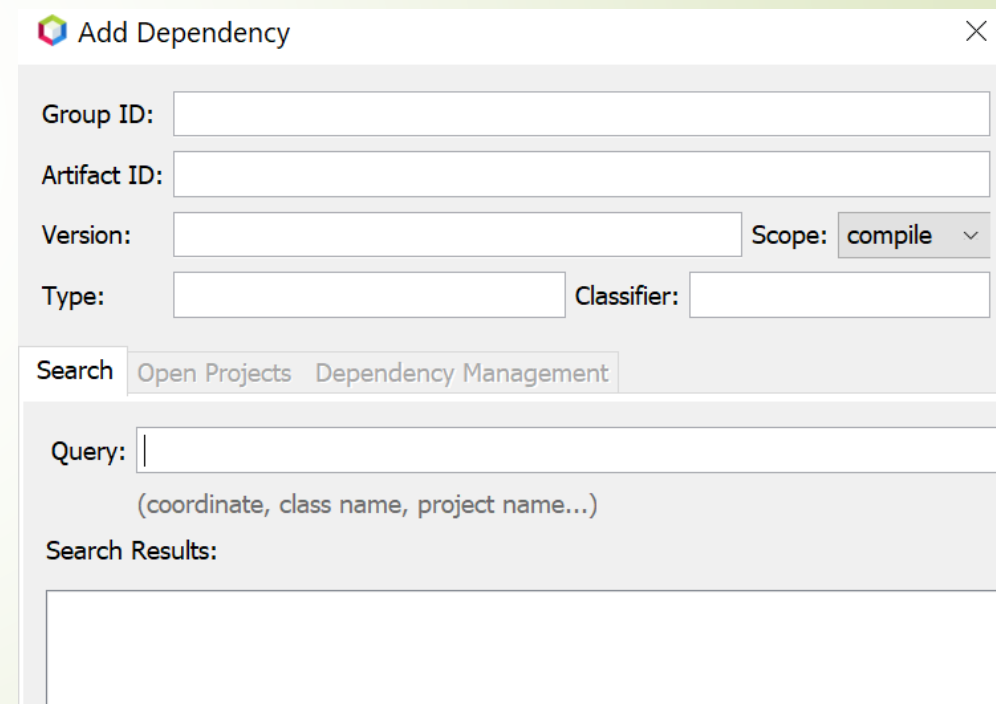 Add Dependency
Group ID:
Artifact ID:
Version: Scope: compile
Type: Classifier:
Search Open Projects Dependency Management
Query:
(coordinate, class name, project name...)
Search Results: